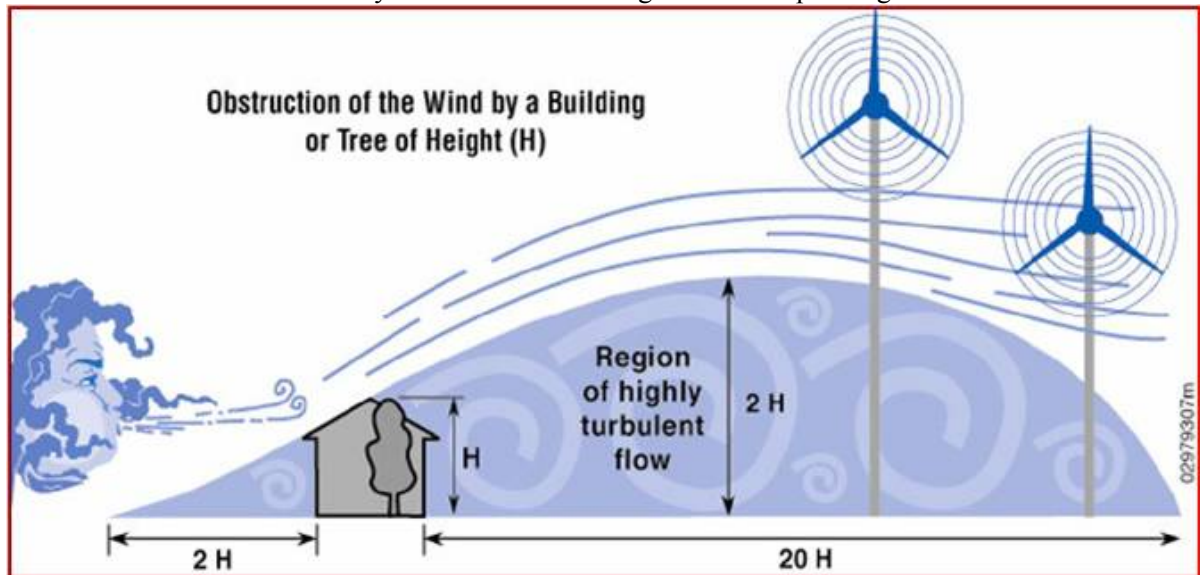 Obstruction of the Wind by a Building
or Tree of Height (H)
Region
of highly
turbulent
flow
2 H
H
2 H
20 H
02979307m